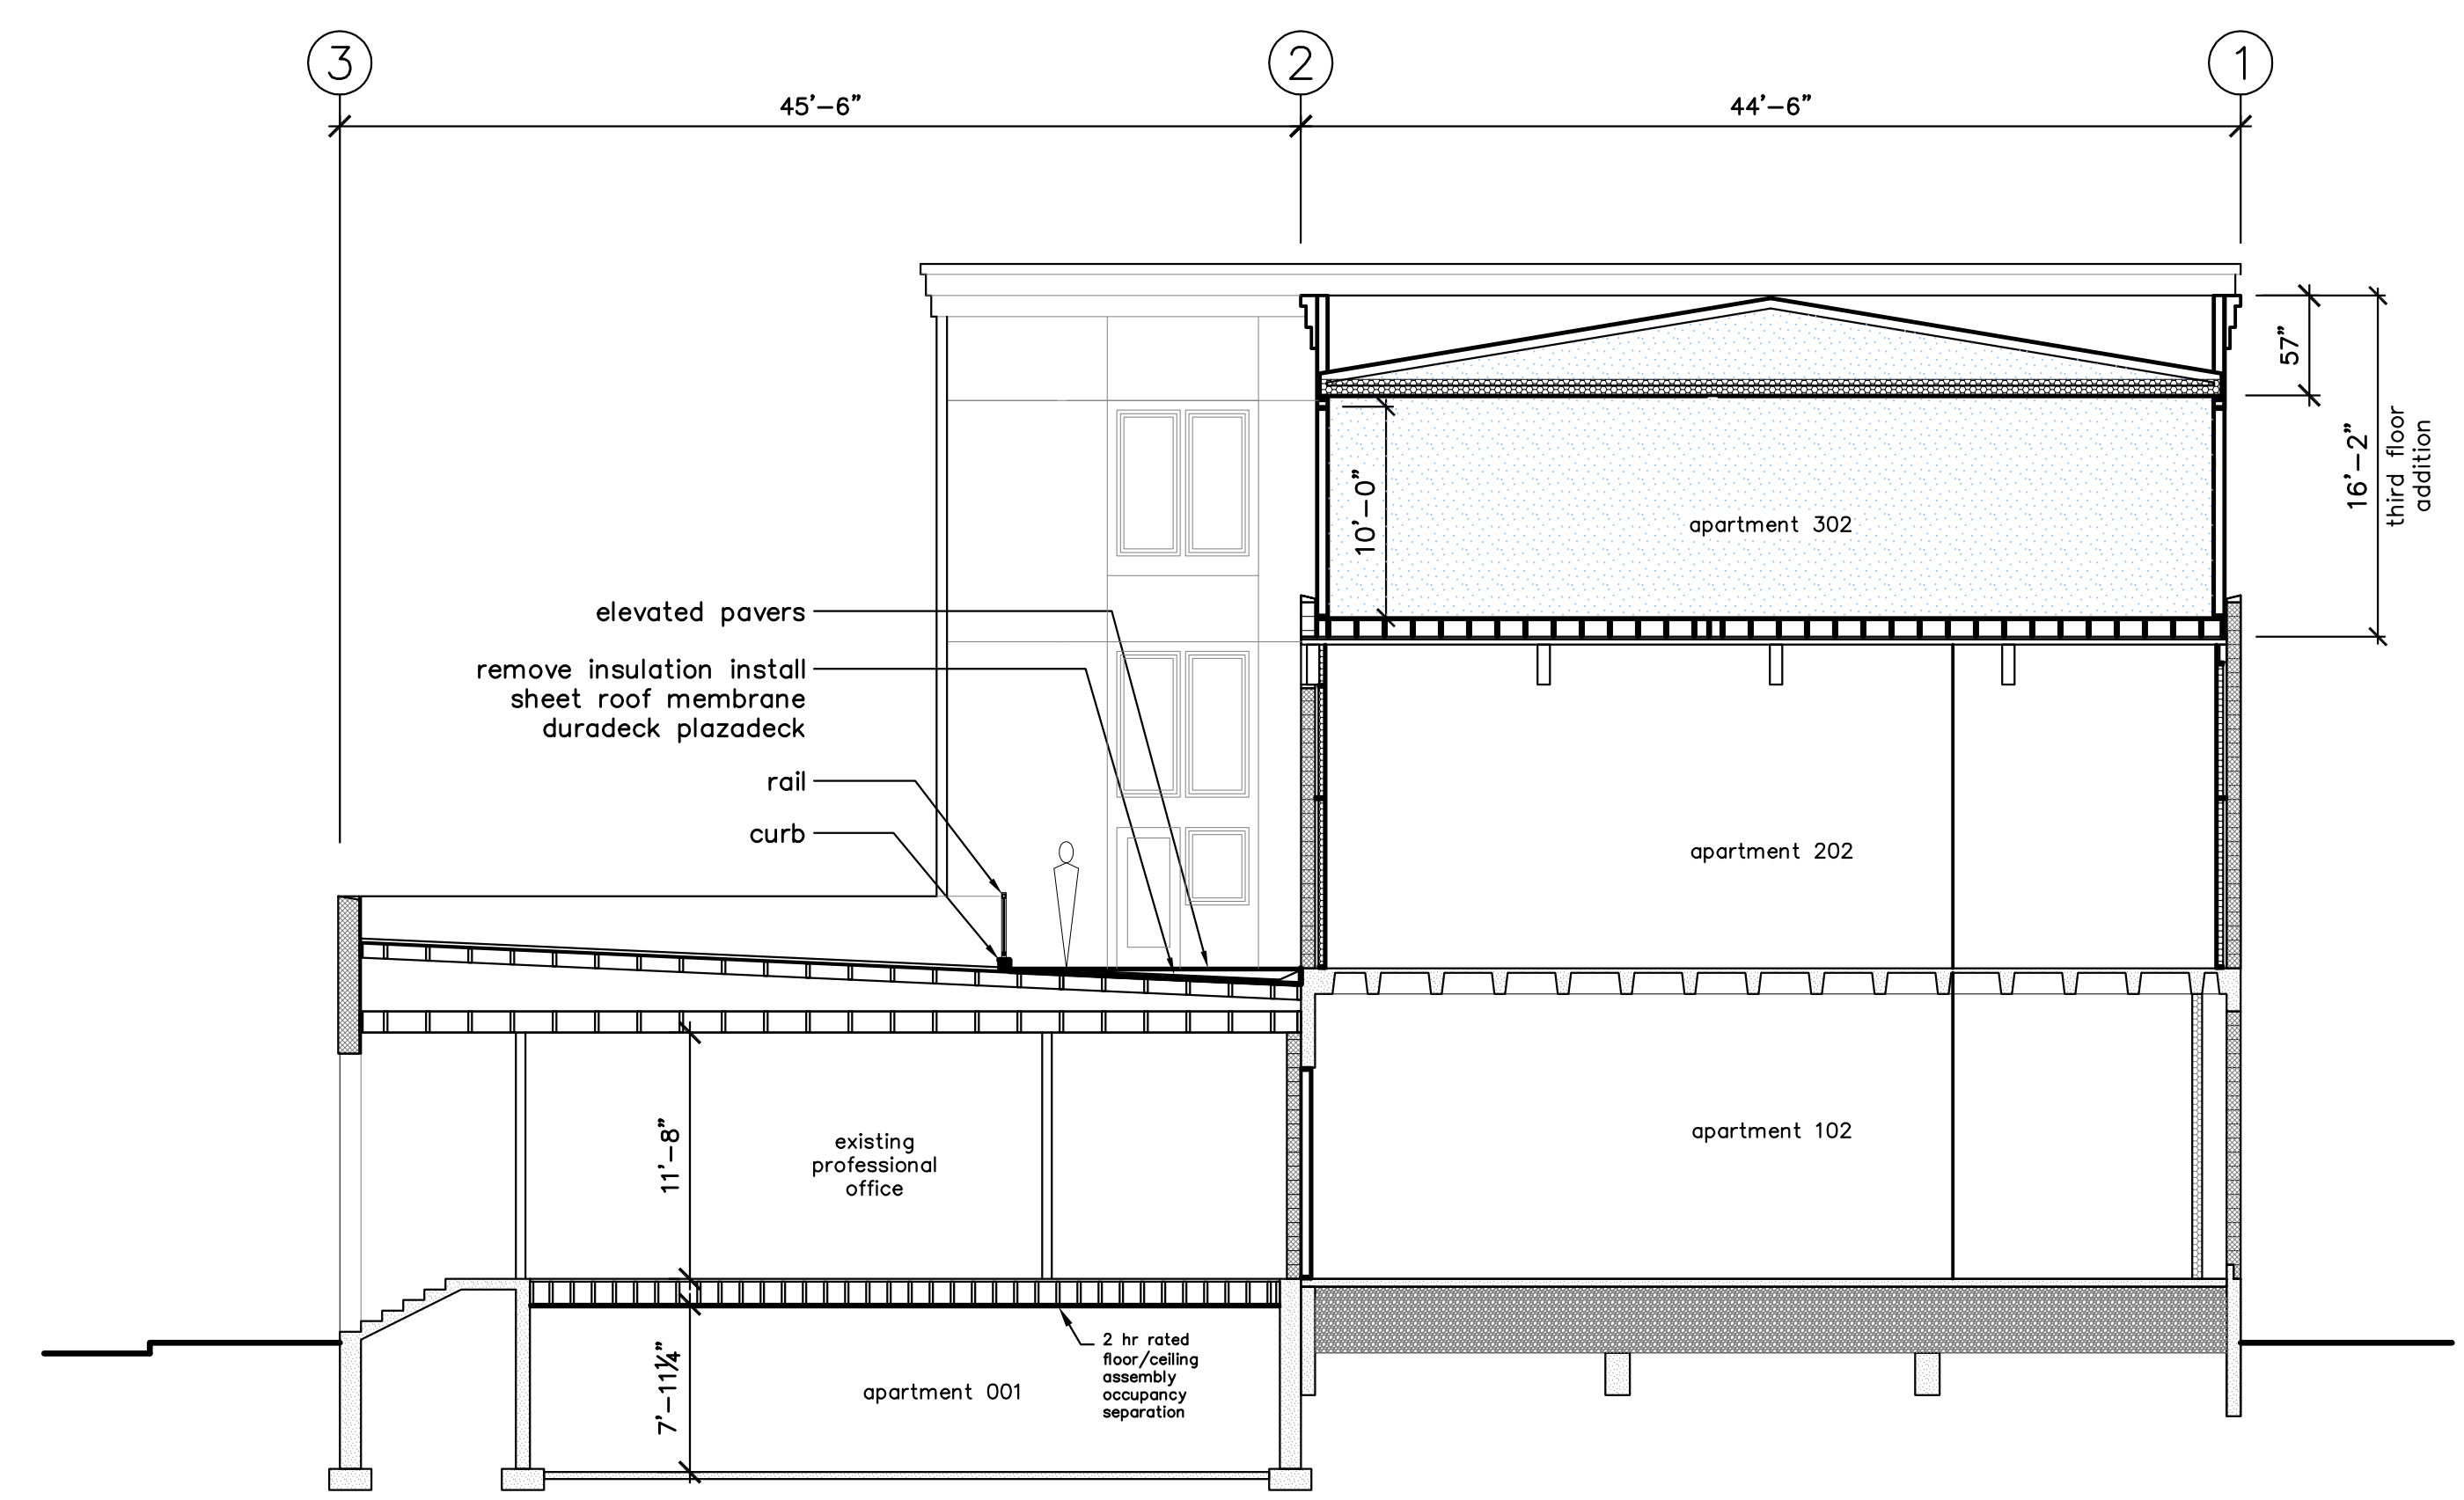 3
2
1
45'-6"
44'-6"
57"
16'-2"
third floor
addition
10'-0"
apartment 302
elevated pavers
remove insulation install
sheet roof membrane
duradeck plazadeck
rail
curb
apartment 202
11'-8"
existing
professional
office
apartment 102
7'-11¼"
apartment 001
2 hr rated
floor/ceiling
assembly
occupancy
separation